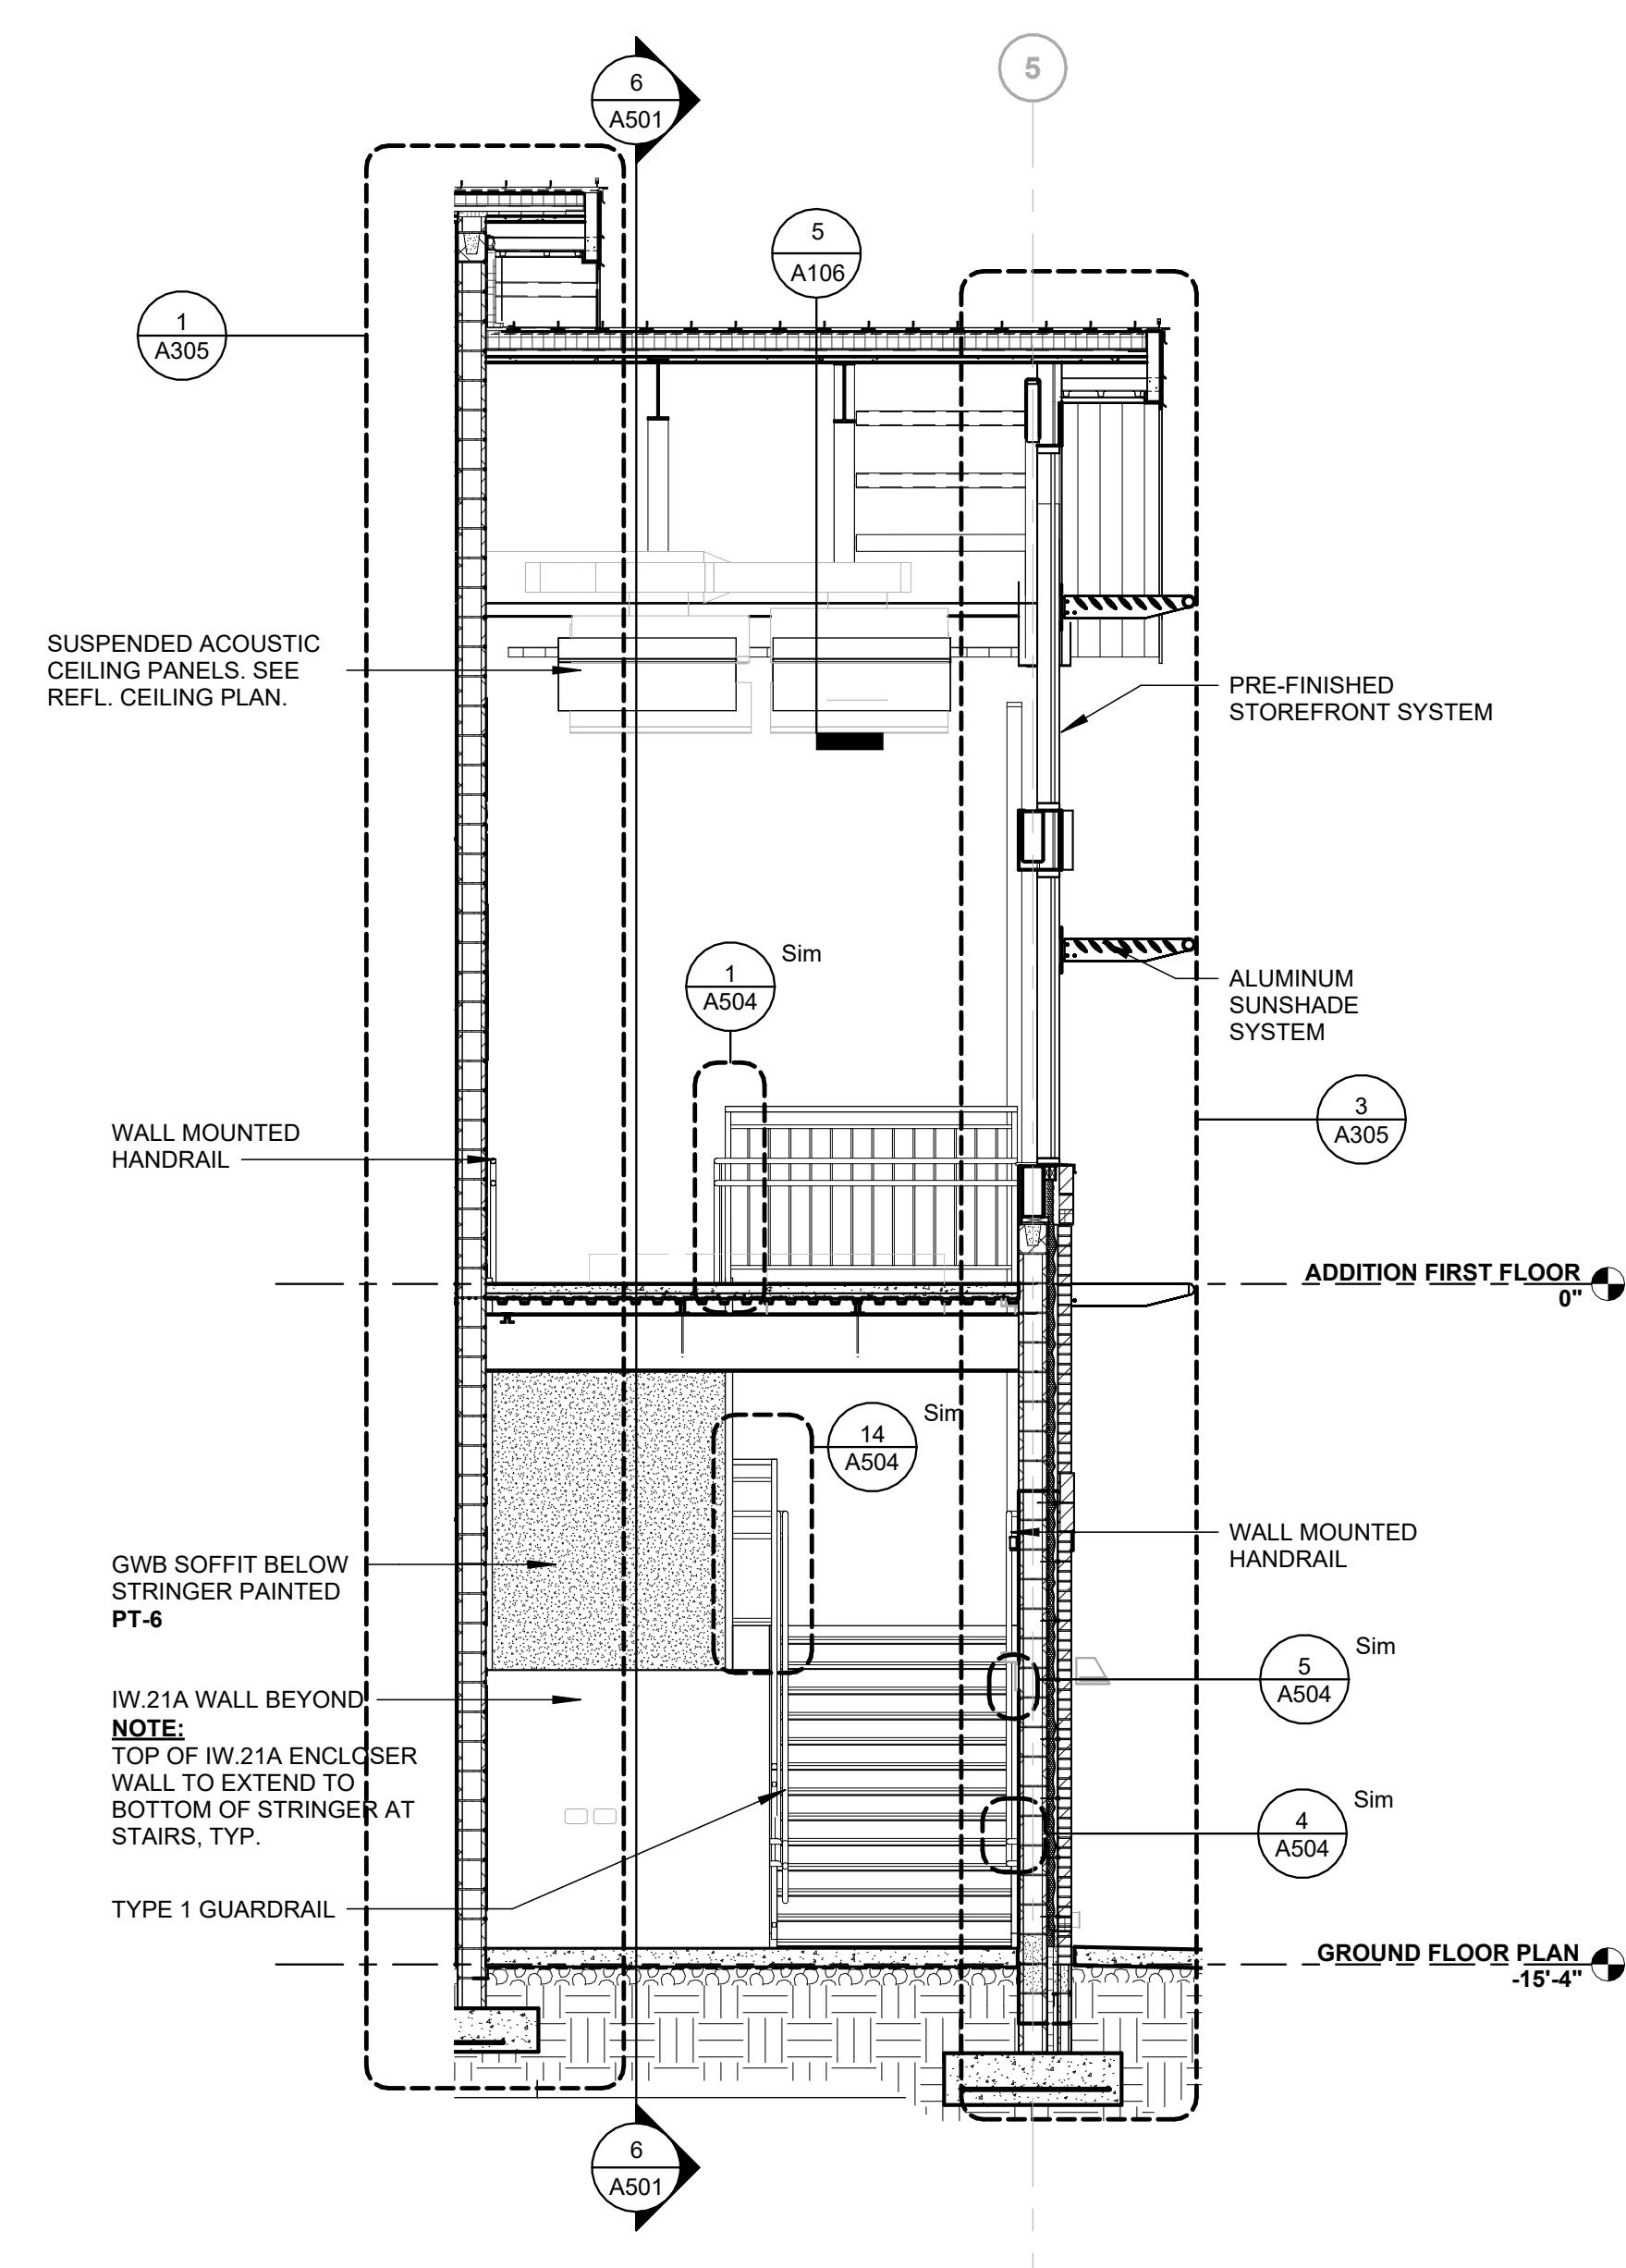 6
A501
5
5
A106
1
A305
SUSPENDED ACOUSTIC
CEILING PANELS. SEE
REFL. CEILING PLAN.
PRE-FINISHED
STOREFRONT SYSTEM
Sim
1
A504
ALUMINUM
SUNSHADE
SYSTEM
3
A305
WALL MOUNTED
HANDRAIL
ADDITION FIRST FLOOR
0"
Sim
14
A504
WALL MOUNTED
HANDRAIL
GWB SOFFIT BELOW
STRINGER PAINTED
PT-6
Sim
5
A504
IW.21A WALL BEYOND
NOTE:
TOP OF IW.21A ENCLOSER
WALL TO EXTEND TO
BOTTOM OF STRINGER AT
STAIRS, TYP.
Sim
4
A504
TYPE 1 GUARDRAIL
GROUND FLOOR PLAN
-15'-4"
6
A501